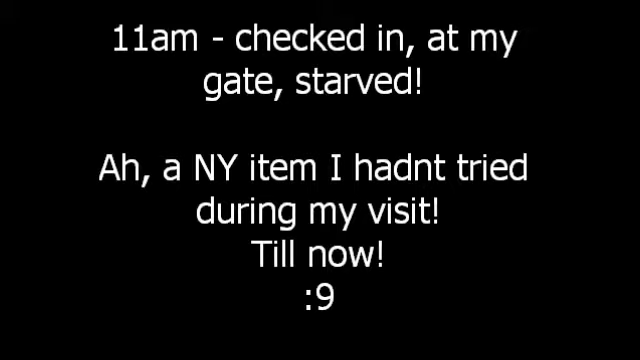 11am - checked in, at my
gate, starved!
Ah, a NY item I hadnt tried
during my visit!
Till now!
:9